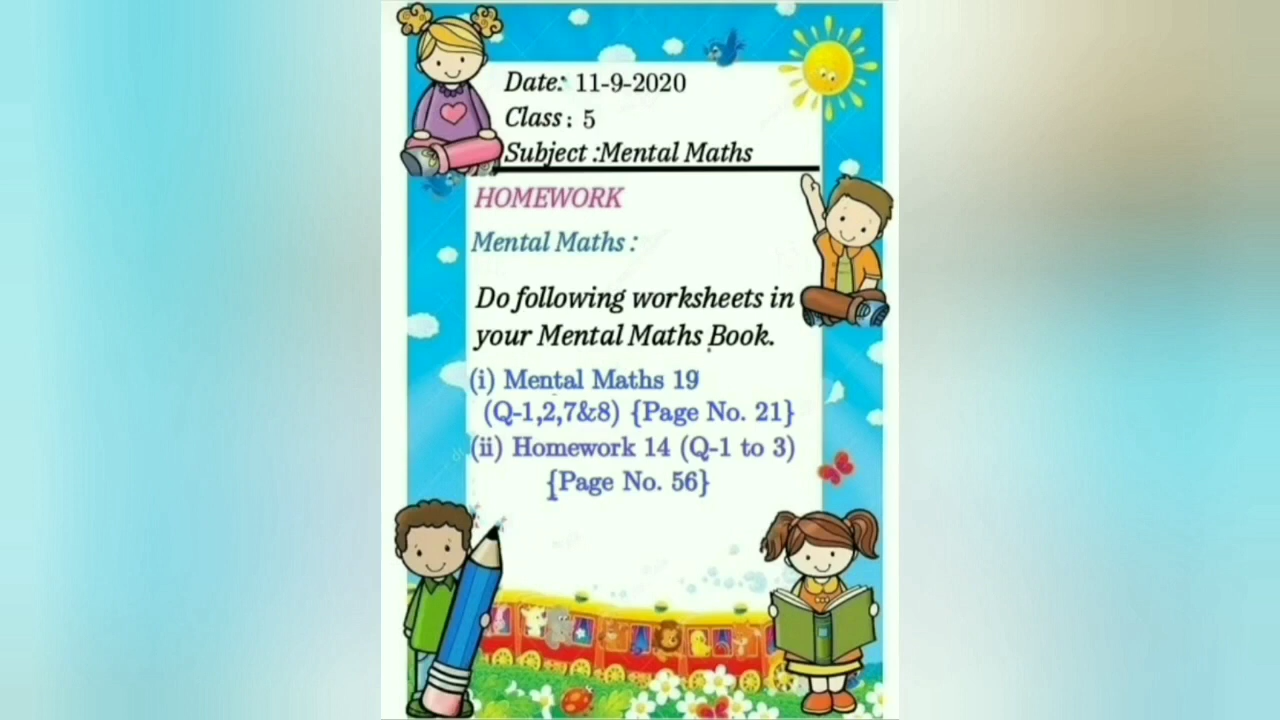 Date: 11-9-2020
Class : 5
Subject :Mental Maths
HOMEWORK
Mental Maths :
Do following worksheets in
your Mental Maths Book.
(i) Mental Maths 19
(Q-1,2,7&8) {Page No. 21}
(ii) Homework 14 (Q-1 to 3)
{Page No. 56}